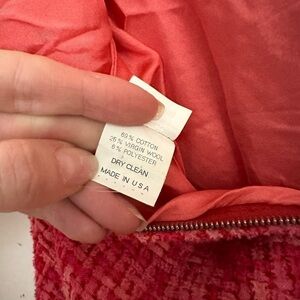 69% COTTON
25% VIRGIN WOOL
6% POLYESTER
DRY CLEAN
MADE IN U S A